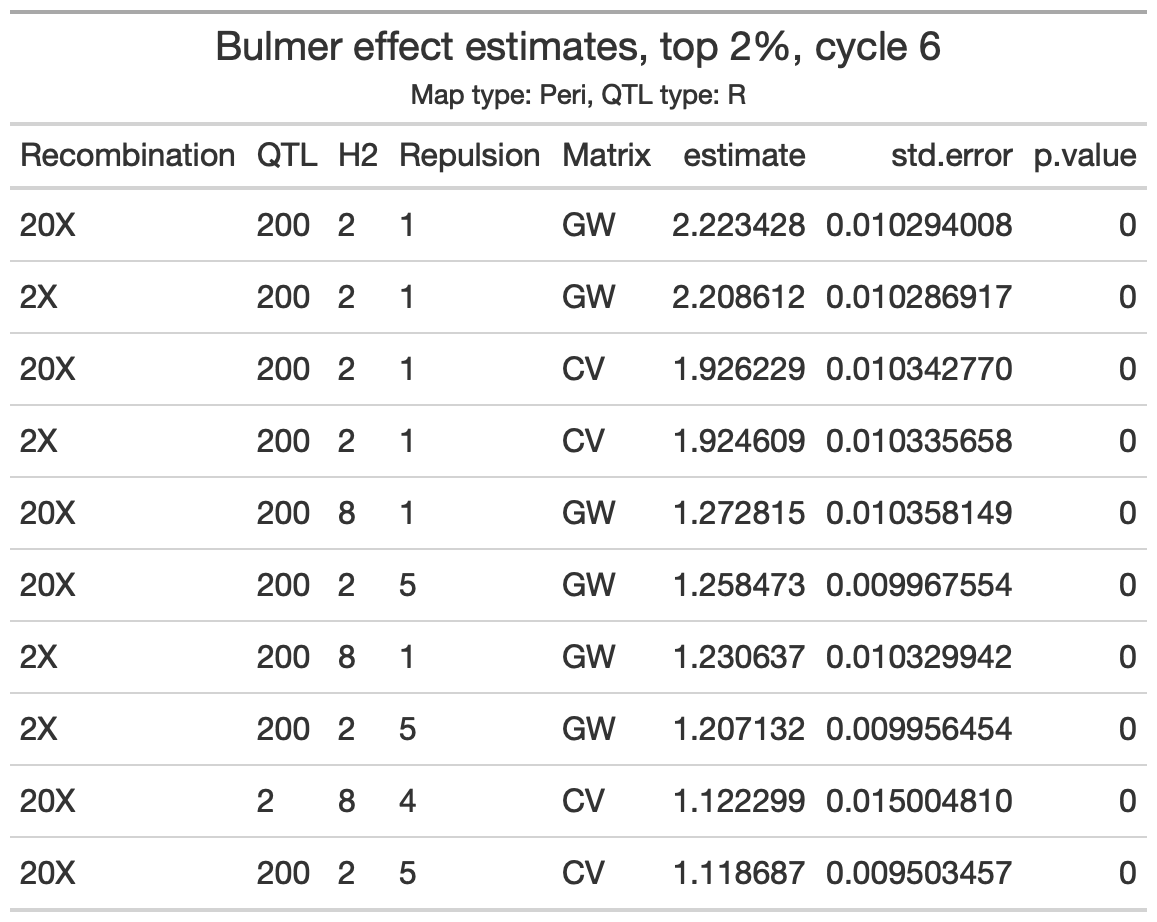 Bulmer effect estimates, top 2%, cycle 6
Map type: Peri, QTL type: R
Recombination QTL H2 Repulsion Matrix estimate std.error p.value
20X 200 2 1 GW 2.223428 0.010294008 0
2X 200 2 1 GW 2.208612 0.010286917 0
20X 200 2 1 CV 1.926229 0.010342770 0
2X 200 2 1 CV 1.924609 0.010335658 0
20X 200 8 1 GW 1.272815 0.010358149 0
20X 200 2 5 GW 1.258473 0.009967554 0
2X 200 8 1 GW 1.230637 0.010329942 0
2X 200 2 5 GW 1.207132 0.009956454 0
20X 2 8 4 CV 1.122299 0.015004810 0
20X 200 2 5 CV 1.118687 0.009503457 0